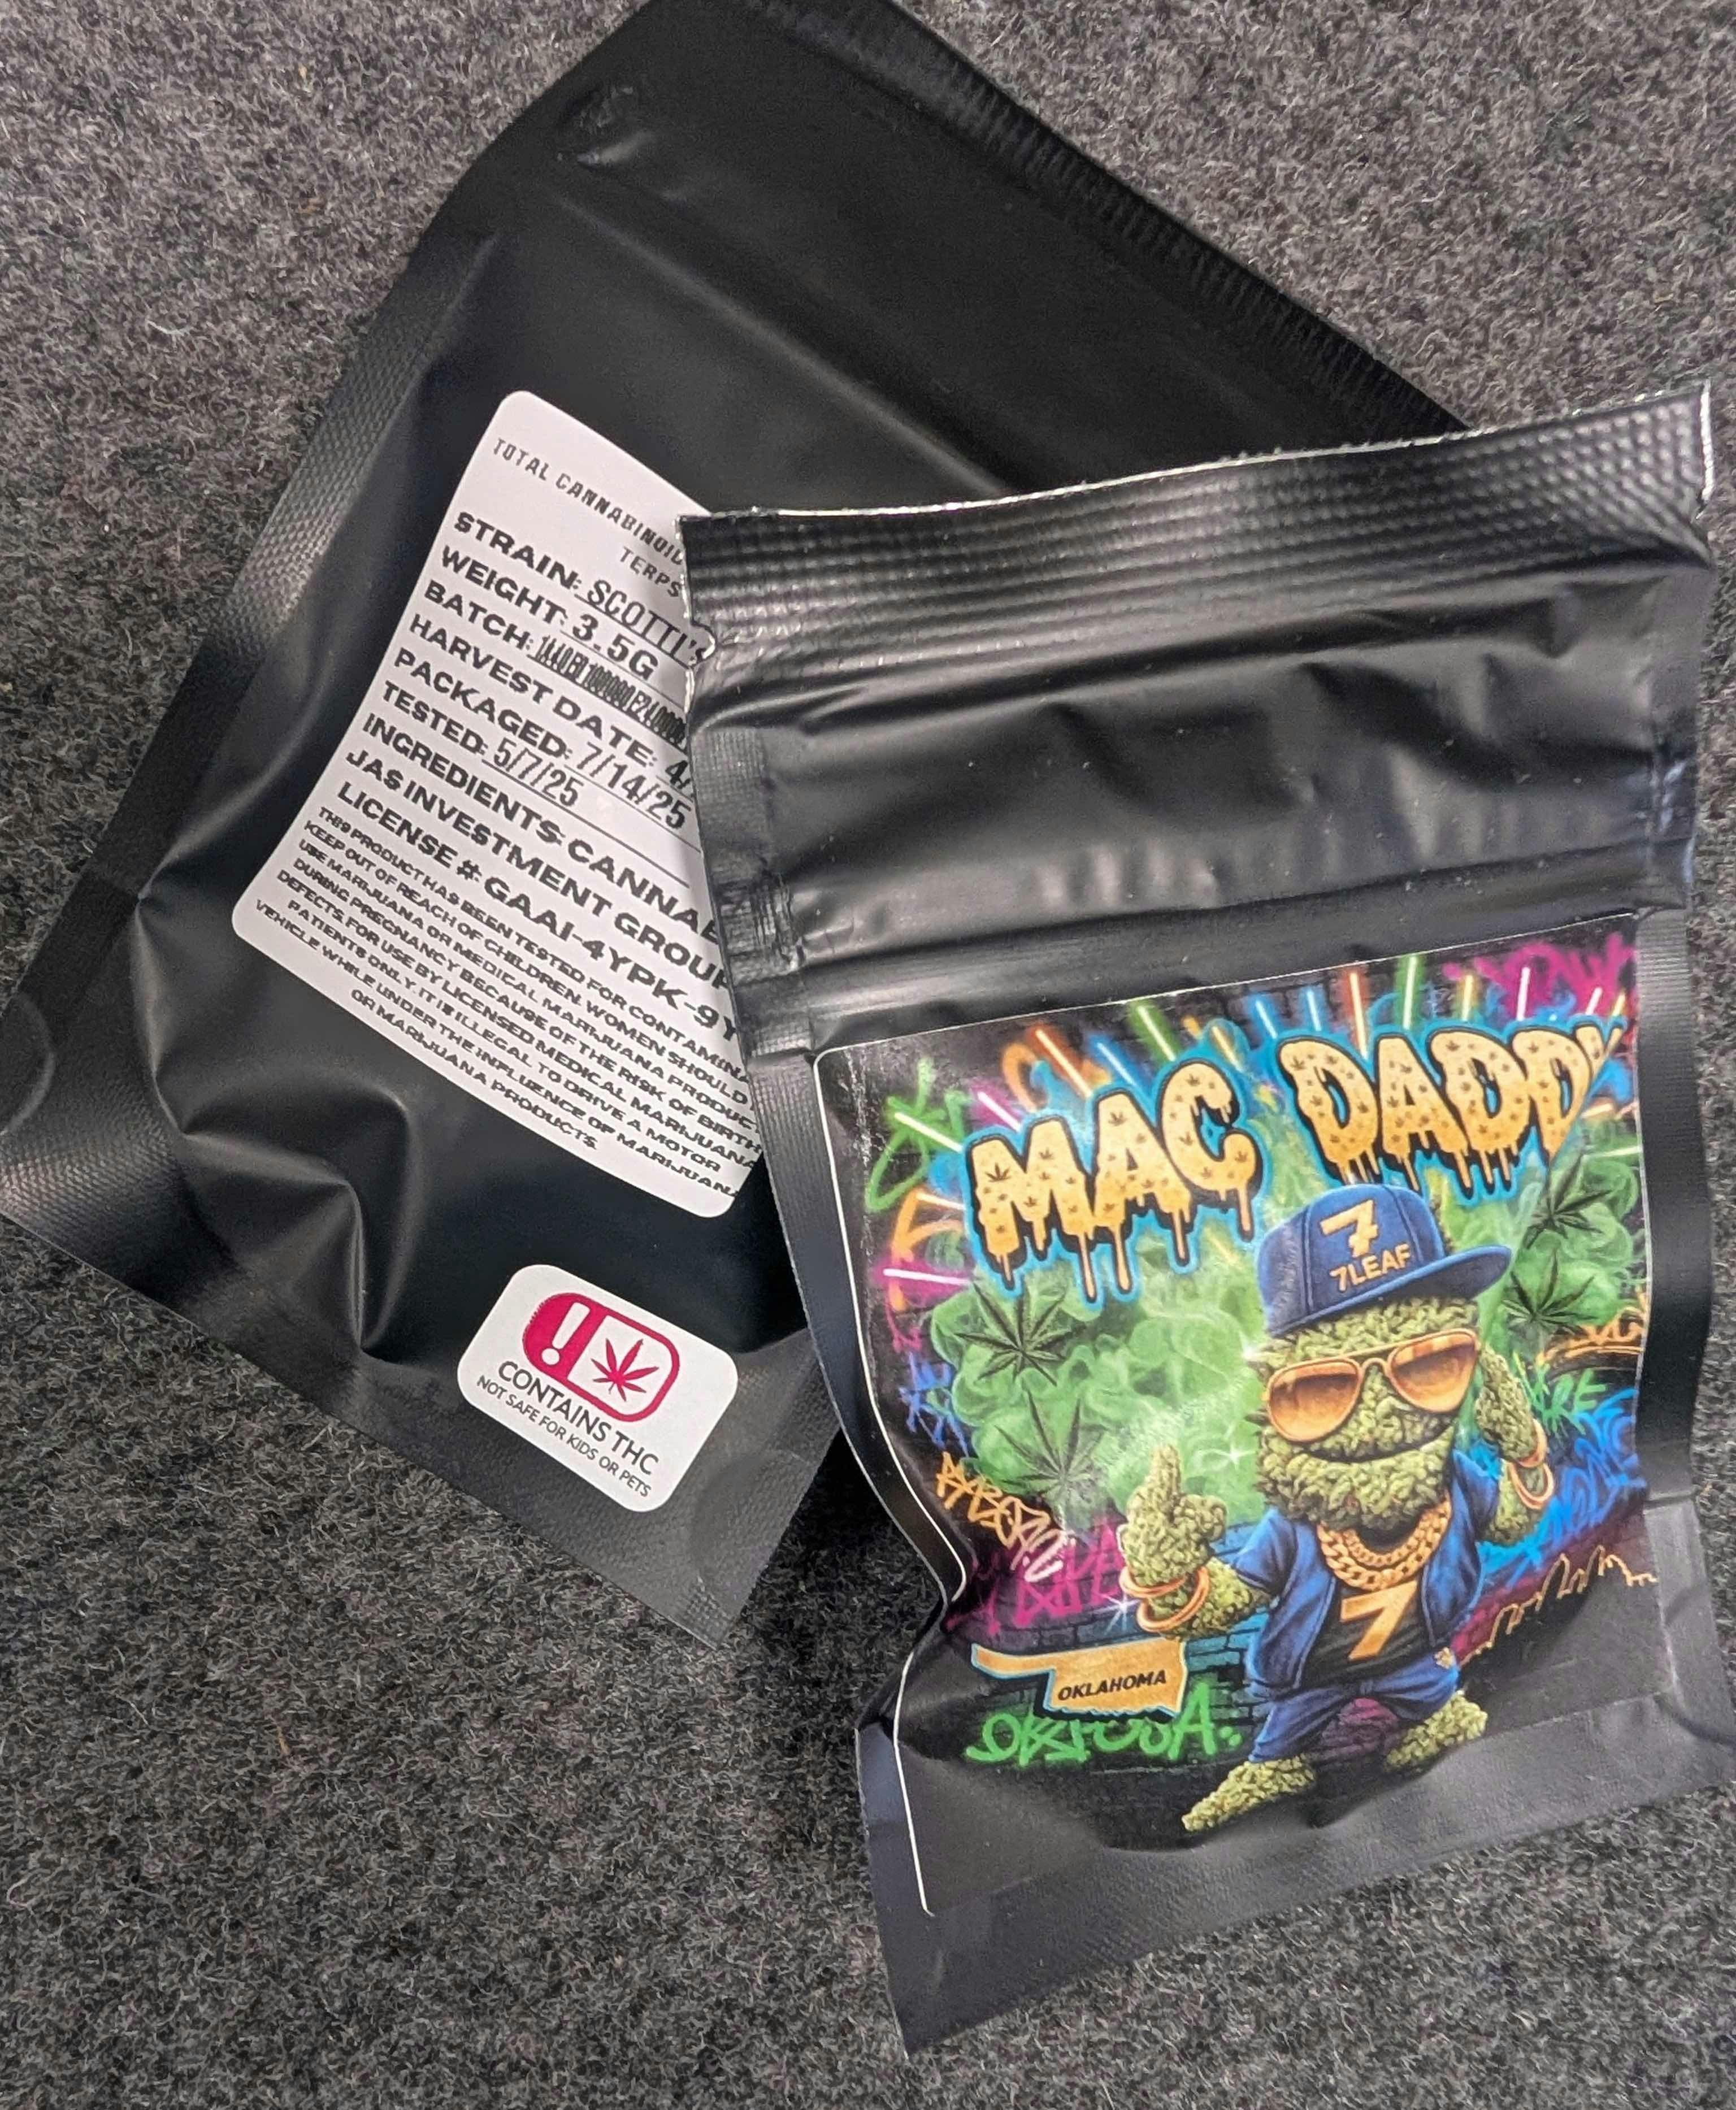 TOTAL CANNABINOID
TERPS
STRAIN: SCOTTI'S
WEIGHT: 3.5G
BATCH:
HARVEST DATE: 4/
PACKAGED: 7/14/25
TESTED: 5/7/25
INGREDIENTS: CANNAB
JAS INVESTMENT GROUP
LICENSE # GAAI-4YPK-9Y
THIS PRODUCT HAS BEEN TESTED FOR CONTAMINA
KEEP OUT OF REACH OF CHILDREN. WOMEN SHOULD
USE MARIJUANA OR MEDICAL MARIJUANA PRODUC
DURING PREGNANCY BECAUSE OF THE RISK OF BIRTH
DEFECTS. FOR USE BY LICENSED MEDICAL MARIJUANA
PATIENTS ONLY. IT IS ILLEGAL TO DRIVE A MOTOR
VEHICLE WHILE UNDER THE INFLUENCE OF MARIJUANA
OR MARIJUANA PRODUCTS.
CONTAINS THC
NOT SAFE FOR KIDS OR PETS
MAC DADDY
7
7LEAF
7
OKLAHOMA